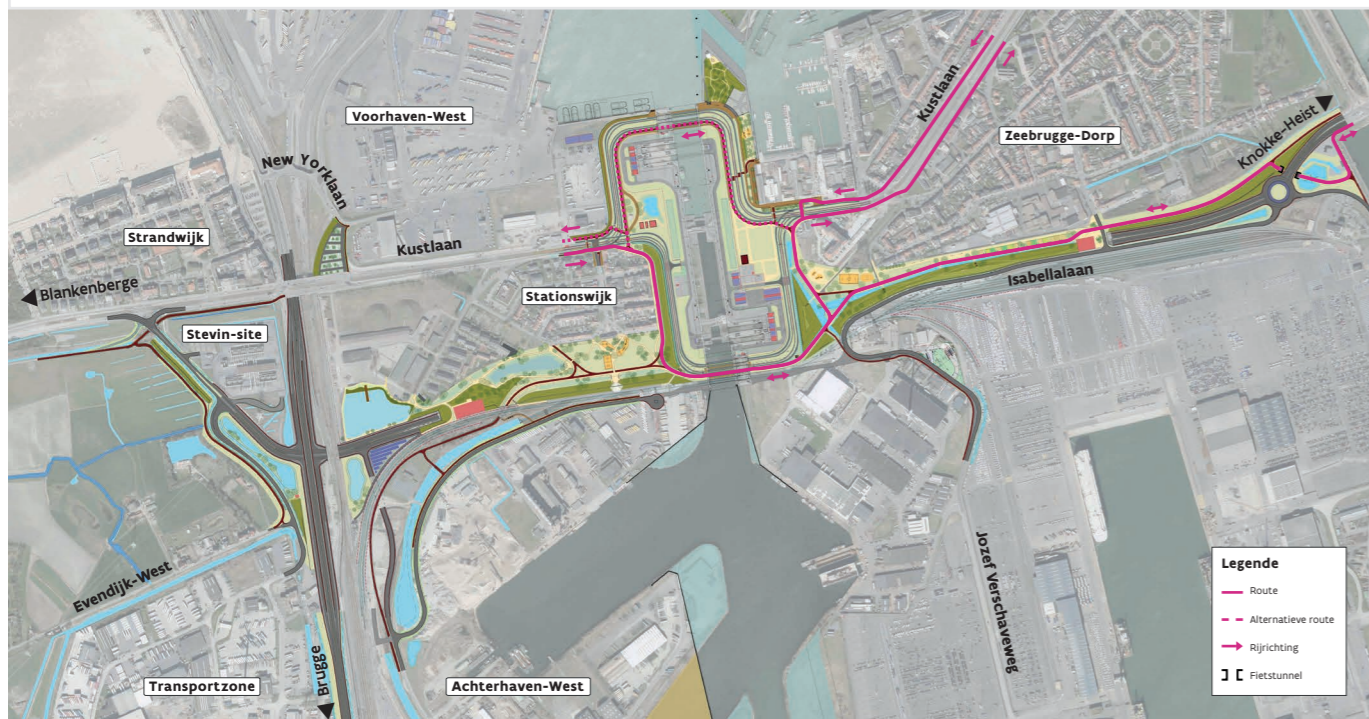 Voorhaven-West
Kustlaan
Zeebrugge-Dorp
Knokke-Heist
New Yorklaan
Strandwijk
Kustlaan
Blankenberge
Isabellalaan
Stationswijk
Stevin-site
Evendijk-West
Jozef Verschaveweg
Brugge
Transportzone
Achterhaven-West
Legende
Route
Alternatieve route
Rijrichting
Fietstunnel